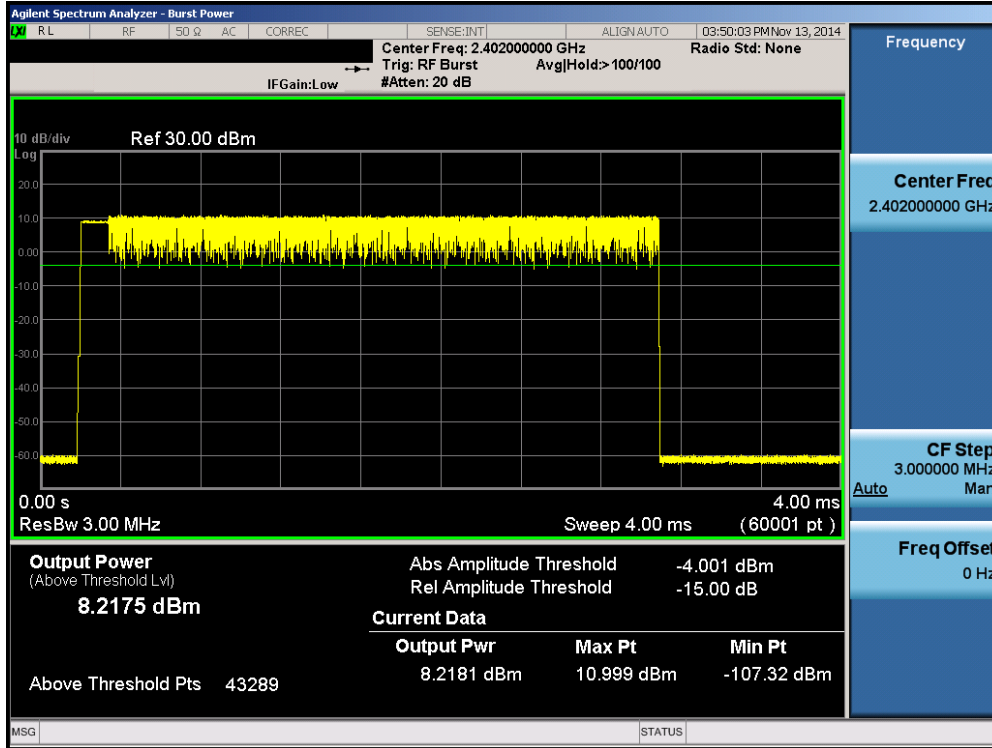 Agilent Spectrum Analyzer - Burst Power
LXI RL RF 50 Ω AC CORREC SENSE:INT ALIGN AUTO 03:50:03 PM Nov 13, 2014
Center Freq: 2.402000000 GHz Radio Std: None
Trig: RF Burst Avg|Hold:>100/100
IFGain:Low #Atten: 20 dB
Frequency
10 dB/div Ref 30.00 dBm
Log
20.0
10.0
0.00
-10.0
-20.0
-30.0
-40.0
-50.0
-60.0
0.00 s 4.00 ms
ResBw 3.00 MHz Sweep 4.00 ms (60001 pt)
Center Freq
2.402000000 GHz
CF Step
3.000000 MHz
Auto Man
Freq Offset
0 Hz
Output Power
(Above Threshold Lvl)
8.2175 dBm
Above Threshold Pts 43289
Abs Amplitude Threshold -4.001 dBm
Rel Amplitude Threshold -15.00 dB
Current Data
Output Pwr Max Pt Min Pt
8.2181 dBm 10.999 dBm -107.32 dBm
MSG STATUS